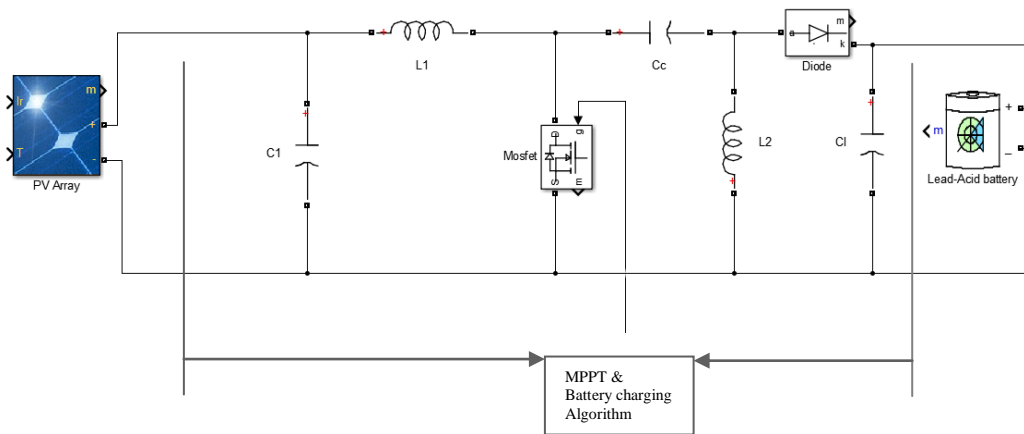 L1
Cc
a
m
k
Diode
Ir
T
m
+
-
PV Array
C1
Mosfet
D
g
S
m
L2
Cl
m
+
–
Lead-Acid battery
MPPT &
Battery charging
Algorithm